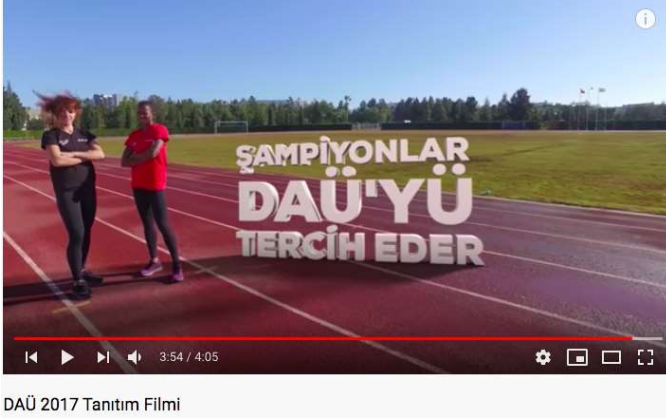 ŞAMPİYONLAR
DAÜ'YÜ
TERCİH EDER
3:54 / 4:05
DAÜ 2017 Tanıtım Filmi